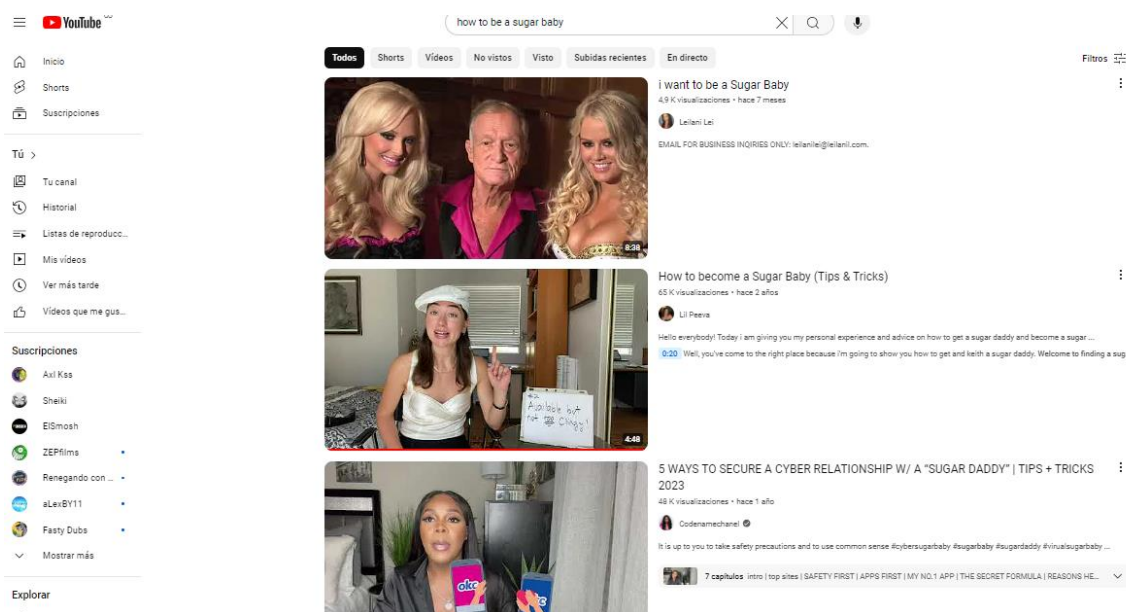 YouTube
how to be a sugar baby
Todos Shorts Vídeos No vistos Visto Subidas recientes En directo
Filtros
Inicio
Shorts
Suscripciones
Tú
Tu canal
Historial
Listas de reproducc...
Mis vídeos
Ver más tarde
Vídeos que me gus...
Suscripciones
Axl Kss
Sheiki
ElSmosh
ZEPfilms
Renegando con ...
aLexBY11
Fasty Dubs
Mostrar más
Explorar
8:38
i want to be a Sugar Baby
4,9 K visualizaciones • hace 7 meses
Leilani Lei
EMAIL FOR BUSINESS INQIRIES ONLY: leilanilei@leilanil.com.
#2
Available but
not Clingy!
4:48
How to become a Sugar Baby (Tips & Tricks)
65 K visualizaciones • hace 2 años
Lil Peeva
Hello everybody! Today i am giving you my personal experience and advice on how to get a sugar daddy and become a sugar ...
0:20 Well, you've come to the right place because i'm going to show you how to get and keith a sugar daddy. Welcome to finding a sug
okc
5 WAYS TO SECURE A CYBER RELATIONSHIP W/ A "SUGAR DADDY" | TIPS + TRICKS
2023
48 K visualizaciones • hace 1 año
Codenamechanel
It is up to you to take safety precautions and to use common sense #cybersugarbaby #sugarbaby #sugardaddy #virualsugarbaby ...
7 capítulos intro | top sites | SAFETY FIRST | APPS FIRST | MY NO.1 APP | THE SECRET FORMULA | REASONS HE...